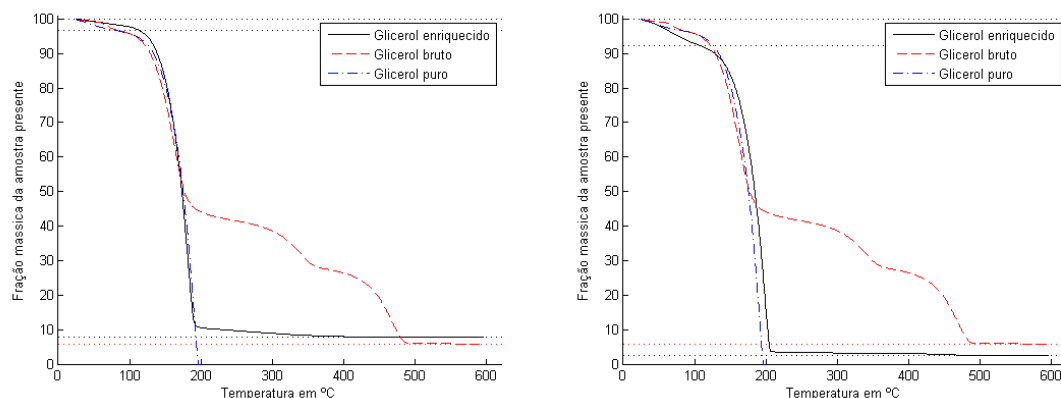 Fração massica da amostra presente
100
90
80
70
60
50
40
30
20
10
0
0 100 200 300 400 500 600
Temperatura em ºC
Glicerol enriquecido
Glicerol bruto
Glicerol puro
Fração massica da amostra presente
100
90
80
70
60
50
40
30
20
10
0
0 100 200 300 400 500 600
Temperatura em ºC
Glicerol enriquecido
Glicerol bruto
Glicerol puro